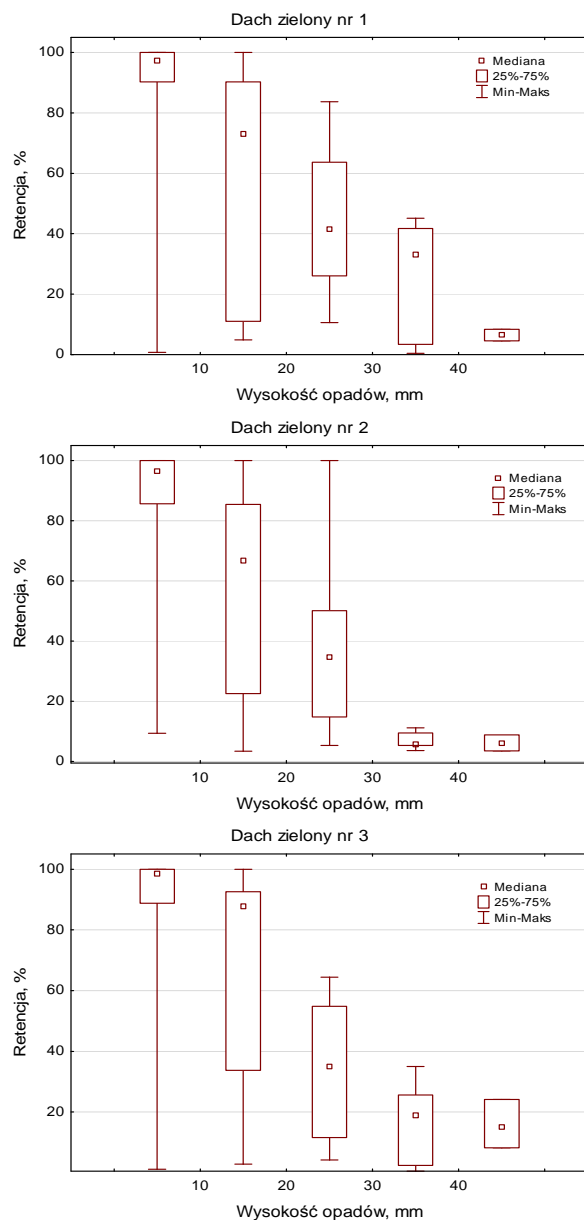 Dach zielony nr 1
100
80
60
40
20
0
Retencja, %
Mediana
25%-75%
Min-Maks
10 20 30 40
Wysokość opadów, mm
Dach zielony nr 2
100
80
60
40
20
0
Retencja, %
Mediana
25%-75%
Min-Maks
10 20 30 40
Wysokość opadów, mm
Dach zielony nr 3
100
80
60
40
20
Retencja, %
Mediana
25%-75%
Min-Maks
10 20 30 40
Wysokość opadów, mm